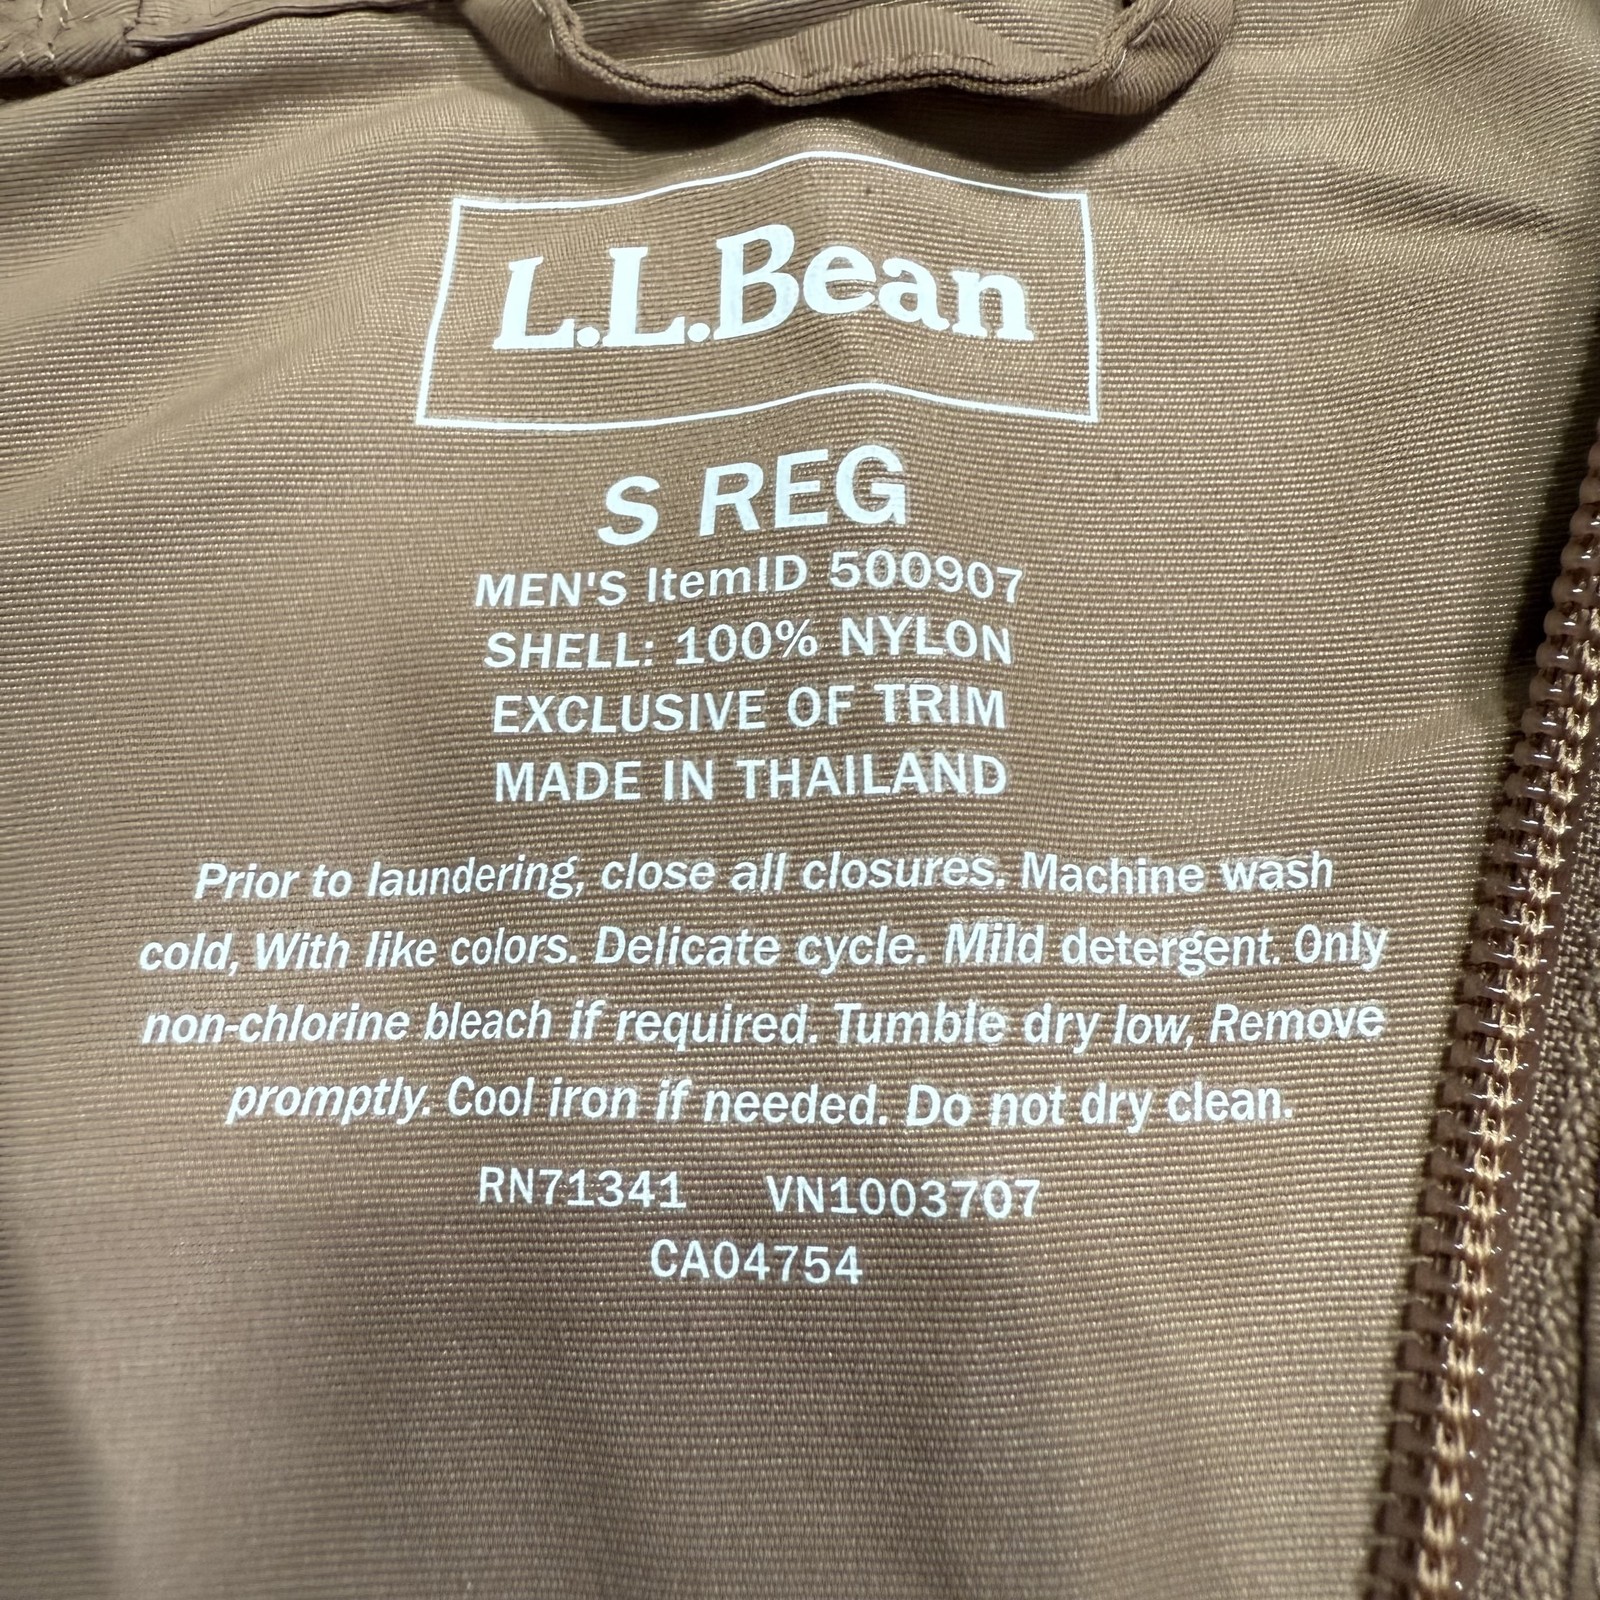 L.L.Bean
S REG
MEN'S ItemID 500907
SHELL: 100% NYLON
EXCLUSIVE OF TRIM
MADE IN THAILAND
Prior to laundering, close all closures. Machine wash
cold, With like colors. Delicate cycle. Mild detergent. Only
non-chlorine bleach if required. Tumble dry low, Remove
promptly. Cool iron if needed. Do not dry clean.
RN71341 VN1003707
CA04754